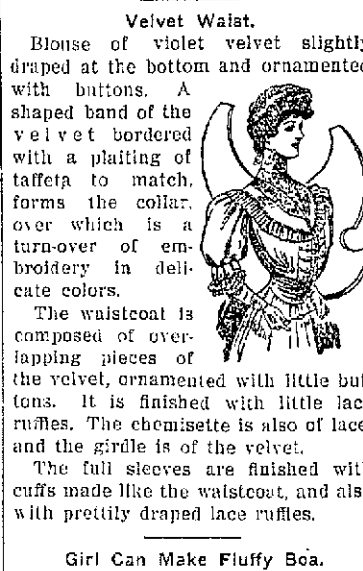 Velvet Waist.
Blouse of violet velvet slightly
draped at the bottom and ornamented
with buttons. A
shaped band of the
velvet bordered
with a plaiting of
taffeta to match,
forms the collar,
over which is a
turn-over of em-
broidery in deli-
cate colors.
The waistcoat is
composed of over-
lapping pieces of
the velvet, ornamented with little but
tons. It is finished with little lac
ruffles. The chemisette is also of lac
and the girdle is of the velvet.
The full sleeves are finished wit
cuffs made like the waistcoat, and als
with prettily draped lace ruffles.
Girl Can Make Fluffy Boa.